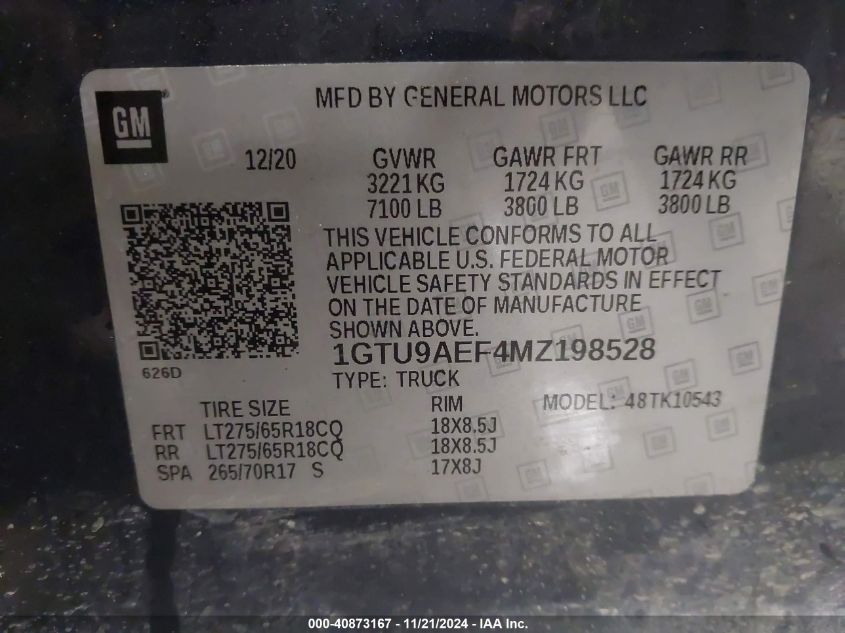 GM
MFD BY GENERAL MOTORS LLC
12/20 GVWR GAWR FRT GAWR RR
3221 KG 1724 KG 1724 KG
7100 LB 3800 LB 3800 LB
THIS VEHICLE CONFORMS TO ALL
APPLICABLE U.S. FEDERAL MOTOR
VEHICLE SAFETY STANDARDS IN EFFECT
ON THE DATE OF MANUFACTURE
SHOWN ABOVE.
1GTU9AEF4MZ198528
626D
TYPE: TRUCK
TIRE SIZE RIM MODEL: 48TK10543
FRT LT275/65R18CQ 18X8.5J
RR LT275/65R18CQ 18X8.5J
SPA 265/70R17 S 17X8J
000-40873167 - 11/21/2024 - IAA Inc.